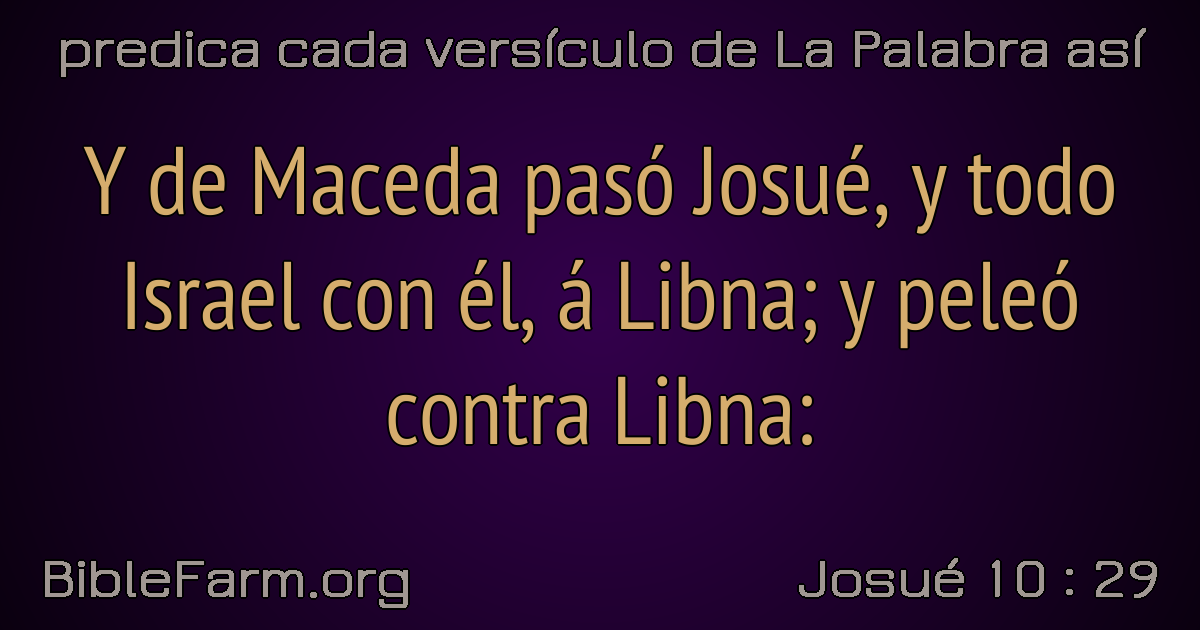 predica cada versículo de La Palabra así
Y de Maceda pasó Josué, y todo
Israel con él, á Libna; y peleó
contra Libna:
BibleFarm.org
Josué 10 : 29